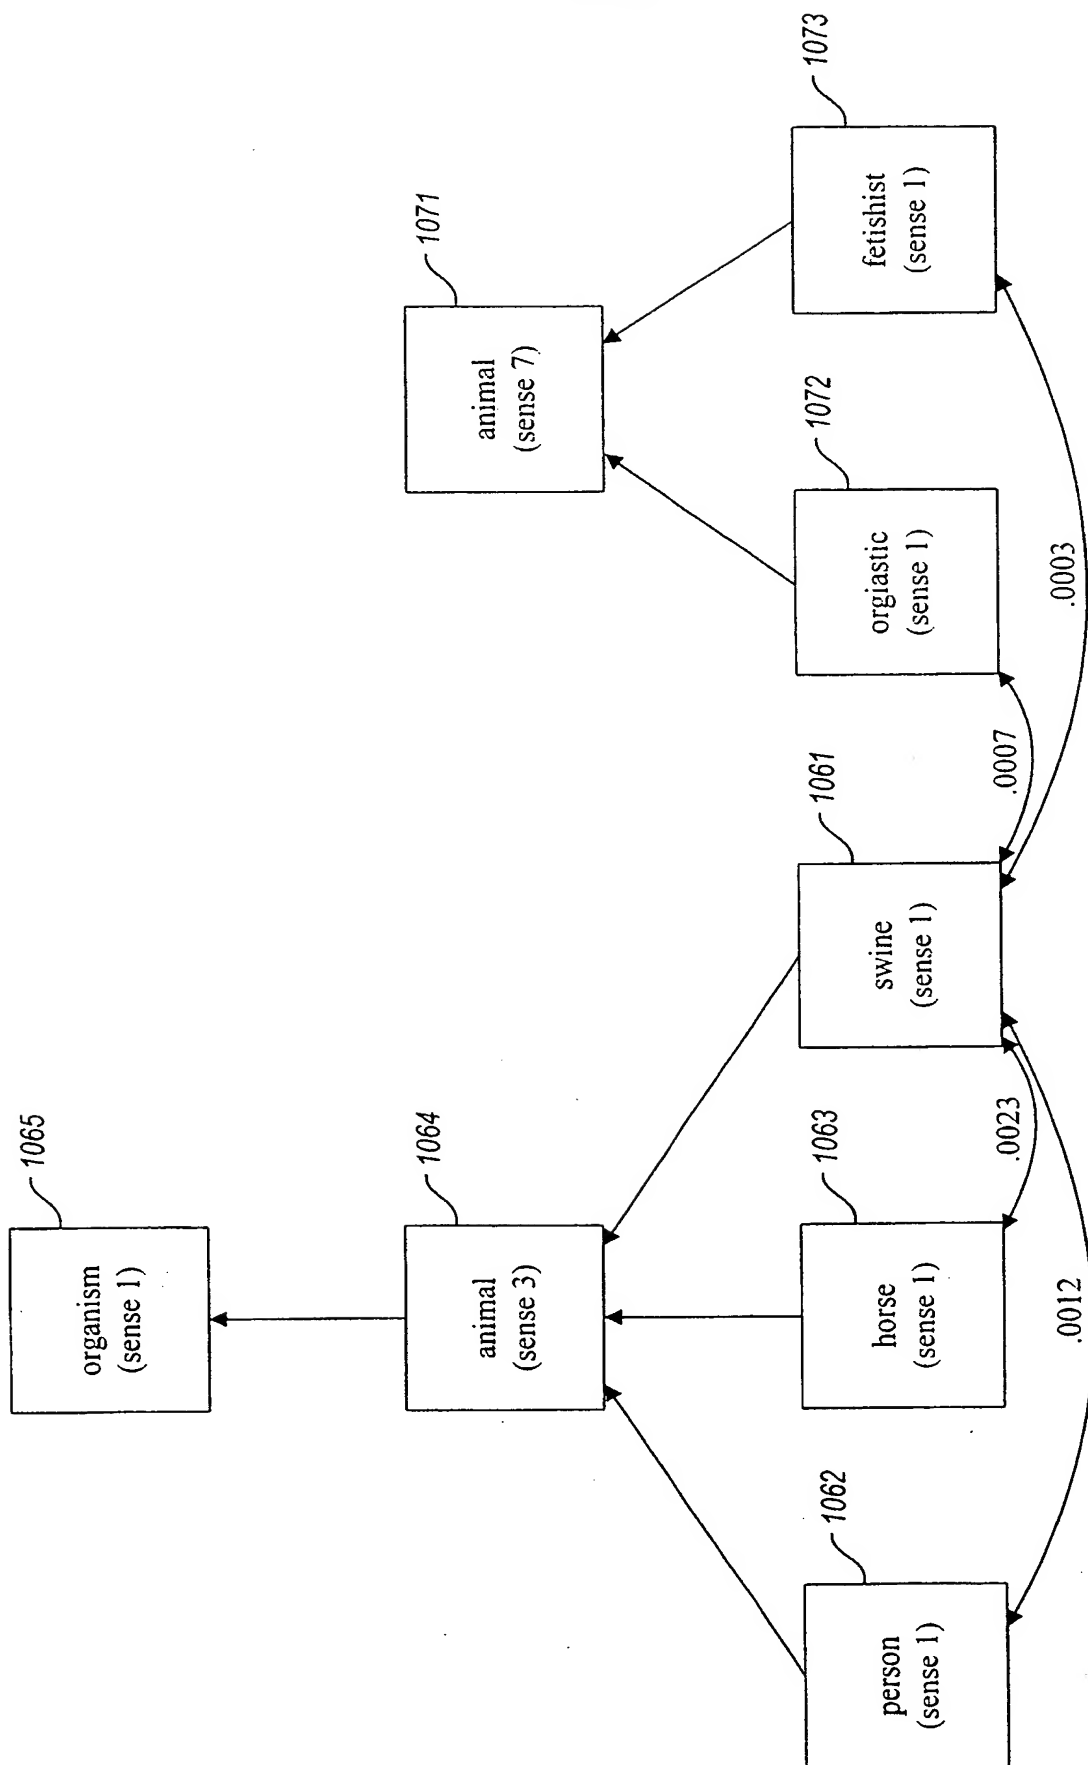 1065
organism
(sense 1)
1064
animal
(sense 3)
1071
animal
(sense 7)
1062
person
(sense 1)
1063
horse
(sense 1)
1061
swine
(sense 1)
1072
orgiastic
(sense 1)
1073
fetishist
(sense 1)
.0023
.0007
.0012
.0003